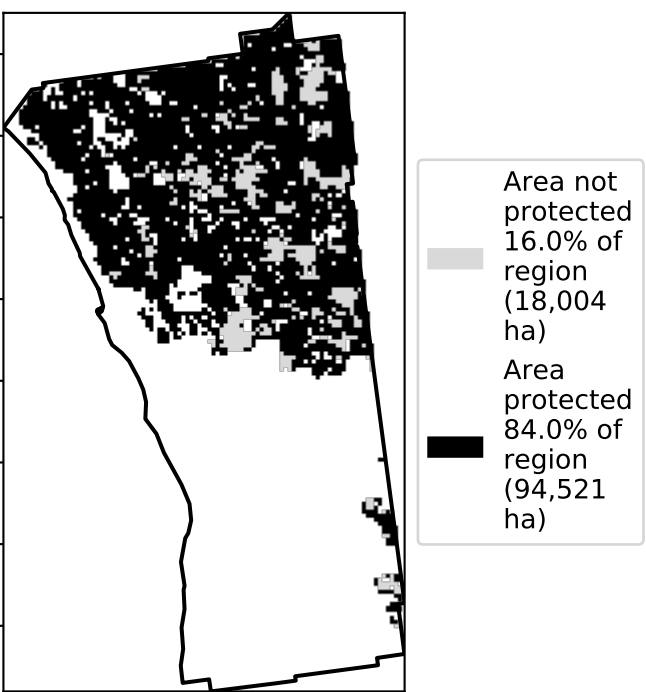 Area not
protected
16.0% of
region
(18,004
ha)
Area
protected
84.0% of
region
(94,521
ha)